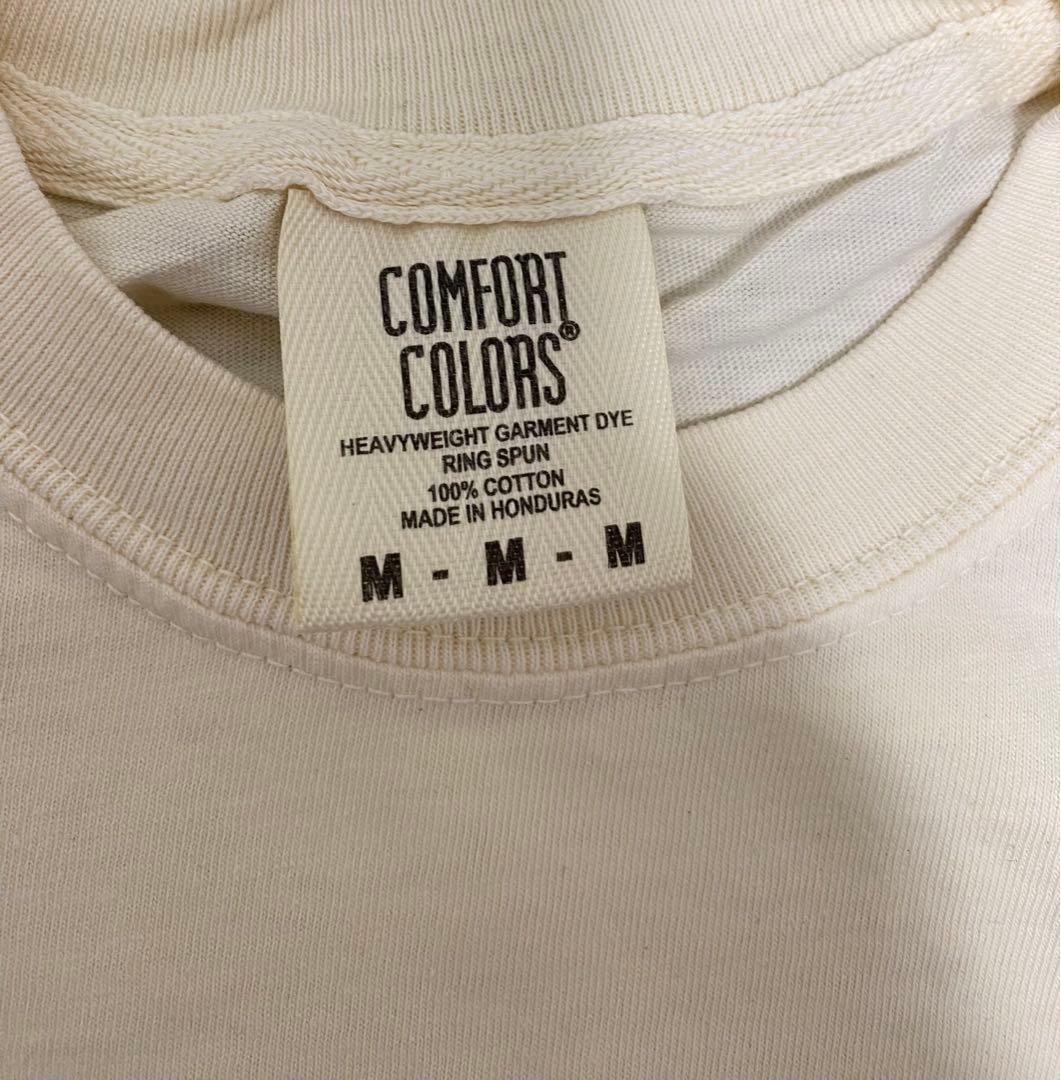 COMFORT
COLORS®
HEAVYWEIGHT GARMENT DYE
RING SPUN
100% COTTON
MADE IN HONDURAS
M - M - M